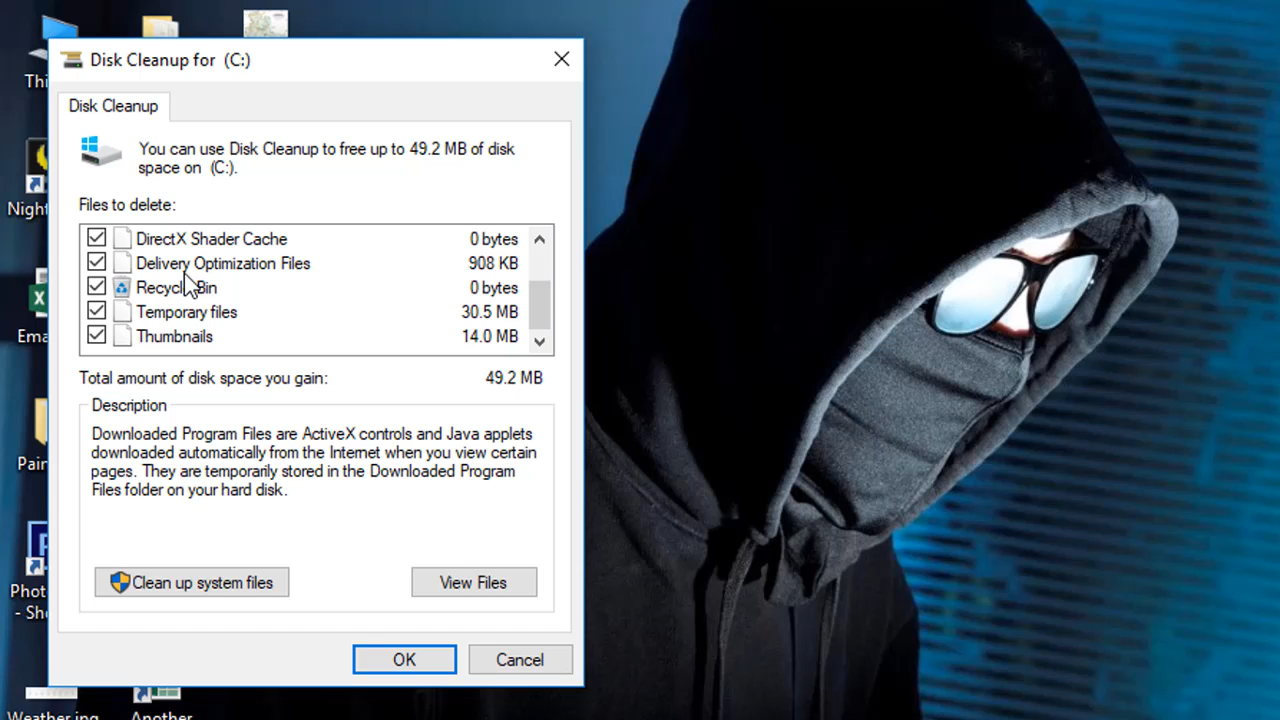 Thi
Night
Ema
Pain
Phot
- Sho
Weather.ing
Another
Disk Cleanup for (C:)
Disk Cleanup
You can use Disk Cleanup to free up to 49.2 MB of disk
space on (C:).
Files to delete:
DirectX Shader Cache 0 bytes
Delivery Optimization Files 908 KB
Recycle Bin 0 bytes
Temporary files 30.5 MB
Thumbnails 14.0 MB
Total amount of disk space you gain: 49.2 MB
Description
Downloaded Program Files are ActiveX controls and Java applets
downloaded automatically from the Internet when you view certain
pages. They are temporarily stored in the Downloaded Program
Files folder on your hard disk.
Clean up system files
View Files
OK
Cancel